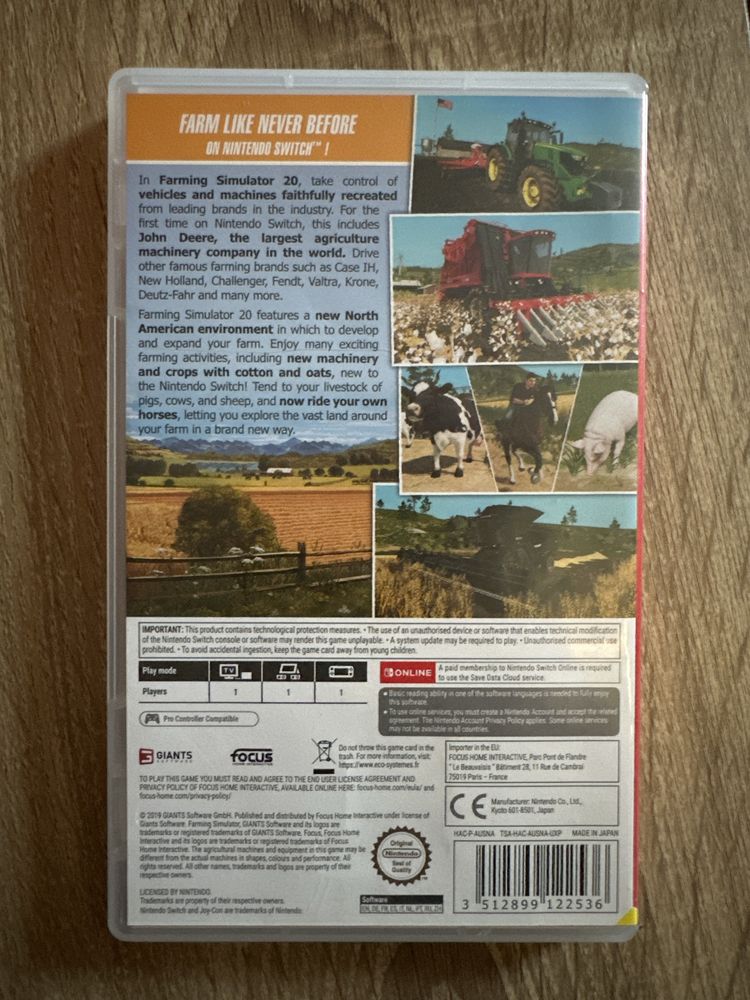 FARM LIKE NEVER BEFORE
ON NINTENDO SWITCH™ !
In Farming Simulator 20, take control of
vehicles and machines faithfully recreated
from leading brands in the industry. For the
first time on Nintendo Switch, this includes
John Deere, the largest agriculture
machinery company in the world. Drive
other famous farming brands such as Case IH,
New Holland, Challenger, Fendt, Valtra, Krone,
Deutz-Fahr and many more.
Farming Simulator 20 features a new North
American environment in which to develop
and expand your farm. Enjoy many exciting
farming activities, including new machinery
and crops with cotton and oats, new to
the Nintendo Switch! Tend to your livestock of
pigs, cows, and sheep, and now ride your own
horses, letting you explore the vast land around
your farm in a brand new way.
IMPORTANT: This product contains technological protection measures. • The use of an unauthorised device or software that enables technical modification
of the Nintendo Switch console or software may render this game unplayable. • A system update may be required to play. • Unauthorised commercial use
prohibited. • To avoid accidental ingestion, keep the game card away from young children.
Play mode TV
Players 1 1 1
Pro Controller Compatible
ONLINE
A paid membership to Nintendo Switch Online is required
to use the Save Data Cloud service.
• Basic reading ability in one of the software languages is needed to fully enjoy
this software.
• To use online services, you must create a Nintendo Account and accept the related
agreement. The Nintendo Account Privacy Policy applies. Some online services
may not be available in all countries.
GIANTS
SOFTWARE
FOCUS
HOME INTERACTIVE
Do not throw this game card in the
trash. For more information, visit:
https://www.eco-systemes.fr
Importer in the EU:
FOCUS HOME INTERACTIVE, Parc Pont de Flandre
" Le Beauvaisis " Bâtiment 28, 11 Rue de Cambrai
75019 Paris – France
TO PLAY THIS GAME YOU MUST READ AND AGREE TO THE END USER LICENSE AGREEMENT AND
PRIVACY POLICY OF FOCUS HOME INTERACTIVE, AVAILABLE ONLINE HERE: focus-home.com/eula/ and
focus-home.com/privacy-policy/
CE
Manufacturer: Nintendo Co., Ltd.,
Kyoto 601-8501, Japan
© 2019 GIANTS Software GmbH. Published and distributed by Focus Home Interactive under license of
Giants Software. Farming Simulator, GIANTS Software and its logos are
trademarks or registered trademarks of GIANTS Software. Focus, Focus Home
Interactive and its logos are trademarks or registered trademarks of Focus
Home Interactive. The agricultural machines and equipment in this game may be
different from the actual machines in shapes, colours and performance. All
rights reserved. All other names, trademarks and logos are property of their
respective owners.
Original
Nintendo
Seal of
Quality
TM
HAC-P-AUSNA TSA-HAC-AUSNA-UXP MADE IN JAPAN
LICENSED BY NINTENDO.
Trademarks are property of their respective owners.
Nintendo Switch and Joy-Con are trademarks of Nintendo.
Software
EN, DE, FR, ES, IT, NL, PT, RU, ZH
3 512899 122536